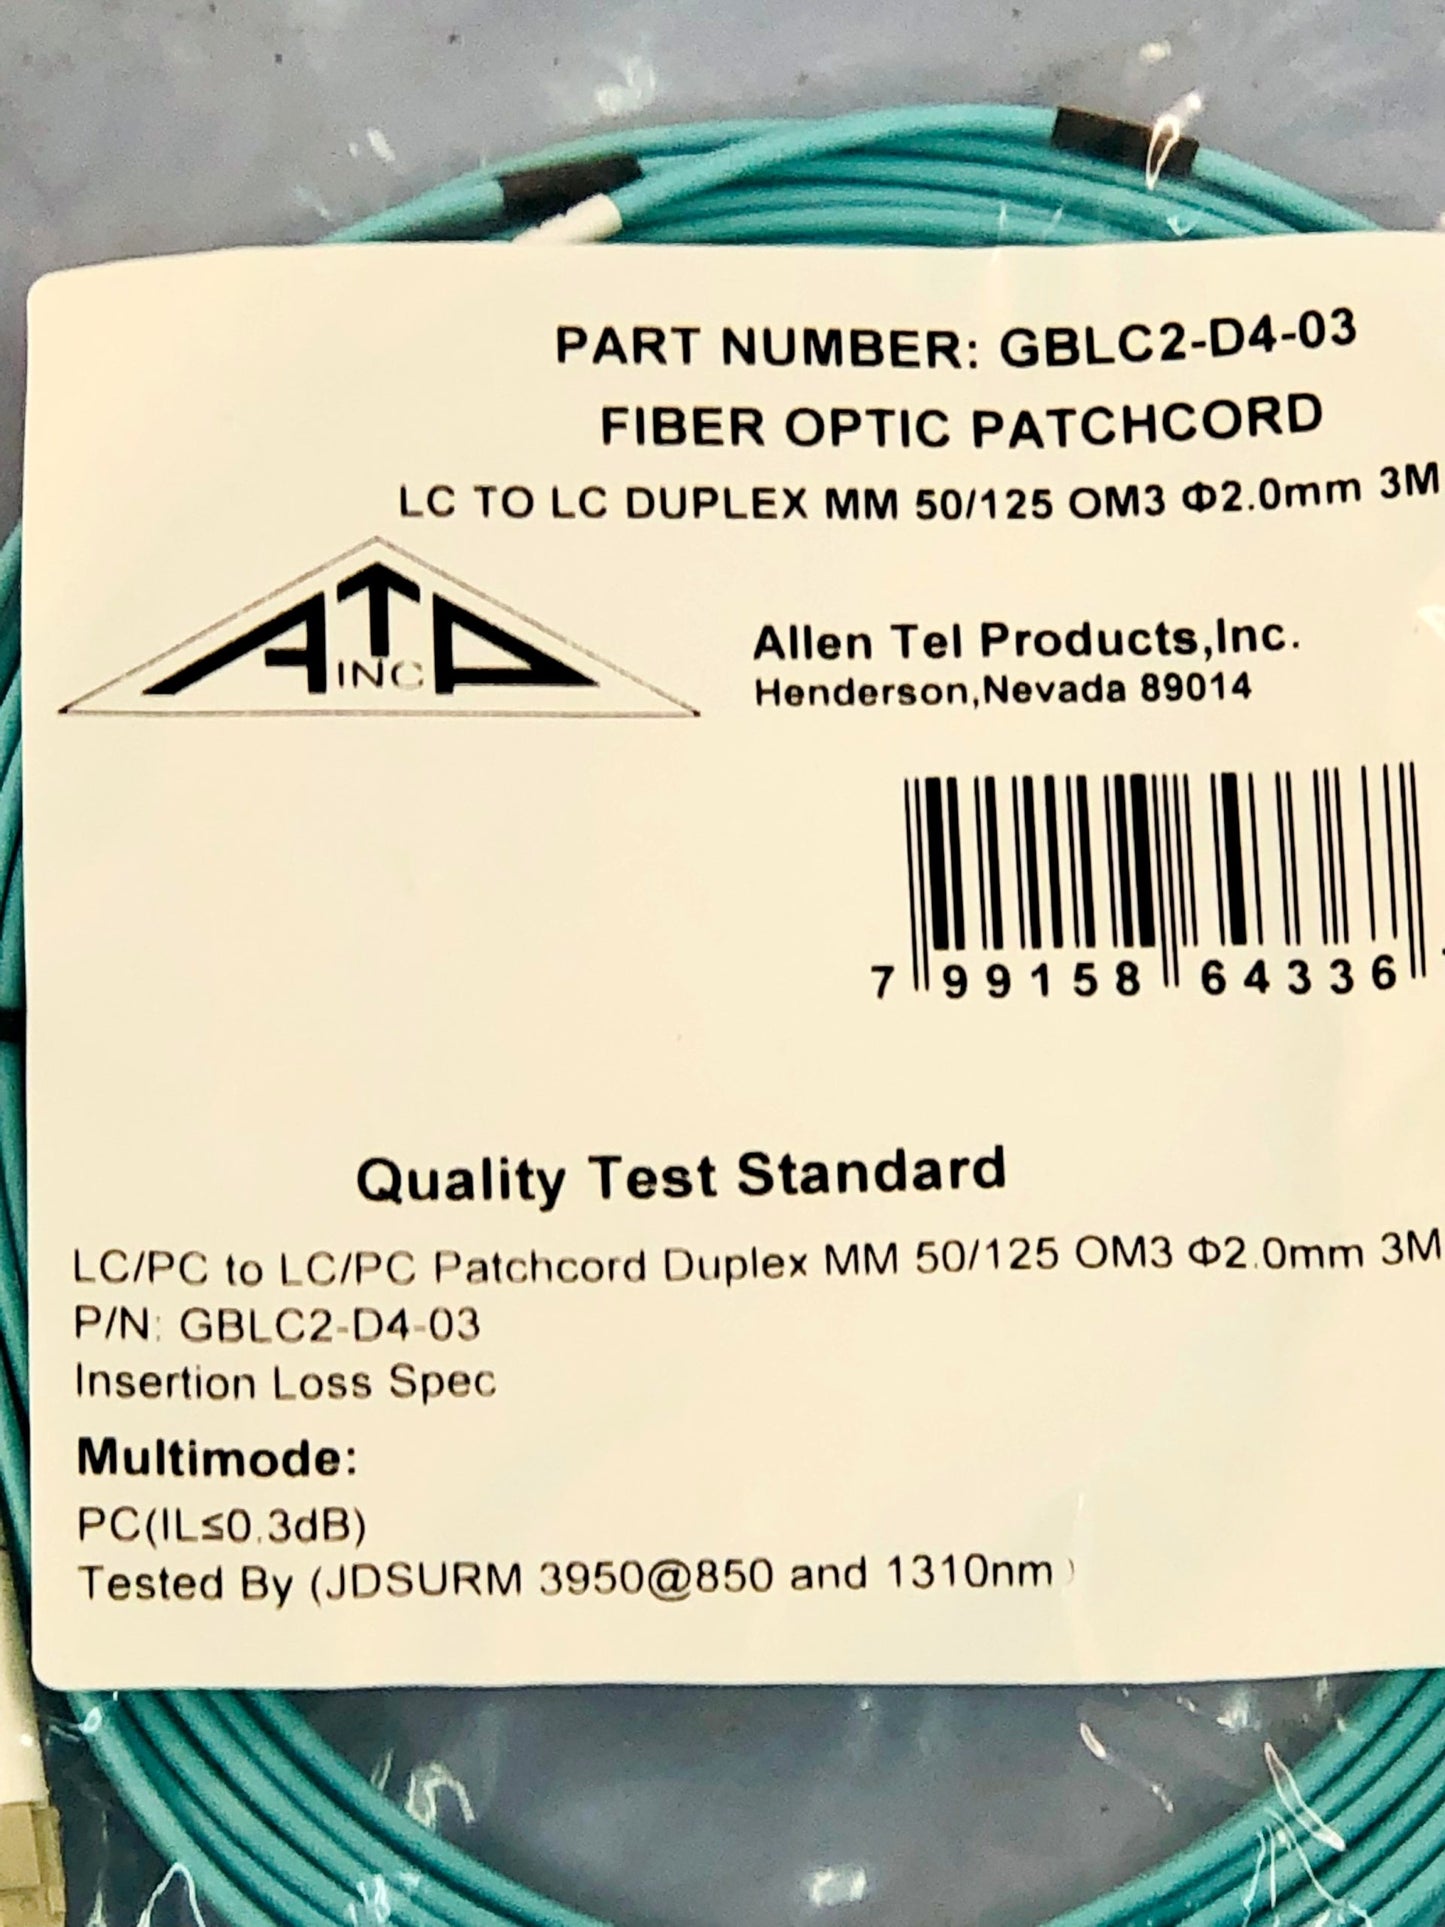 PART NUMBER: GBLC2-D4-03
FIBER OPTIC PATCHCORD
LC TO LC DUPLEX MM 50/125 OM3 Φ2.0mm 3M
ATP
INC
Allen Tel Products,Inc.
Henderson,Nevada 89014
7 99158 64336
Quality Test Standard
LC/PC to LC/PC Patchcord Duplex MM 50/125 OM3 Φ2.0mm 3M
P/N: GBLC2-D4-03
Insertion Loss Spec
Multimode:
PC(IL≤0.3dB)
Tested By (JDSURM 3950@850 and 1310nm )